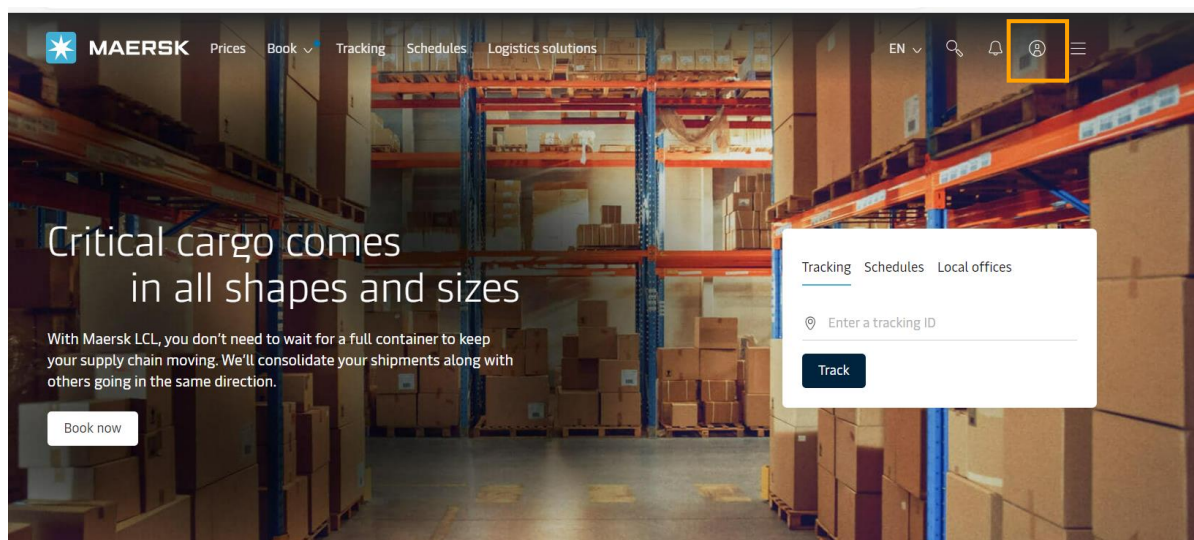 MAERSK Prices Book Tracking Schedules Logistics solutions EN
Critical cargo comes
in all shapes and sizes
With Maersk LCL, you don't need to wait for a full container to keep
your supply chain moving. We'll consolidate your shipments along with
others going in the same direction.
Book now
Tracking Schedules Local offices
Enter a tracking ID
Track